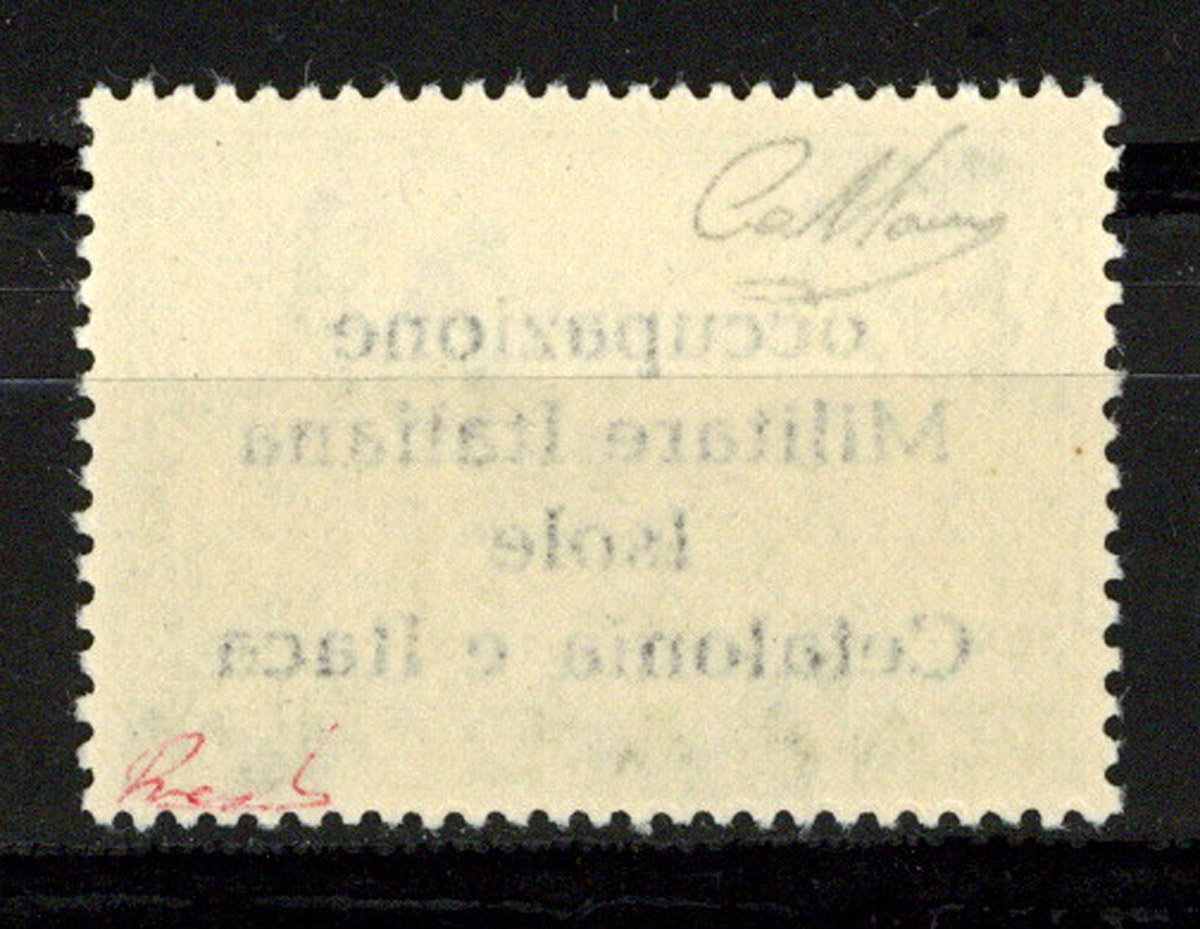 occupazione
Militare Italiana
Isole
Cefalonia e Itaca